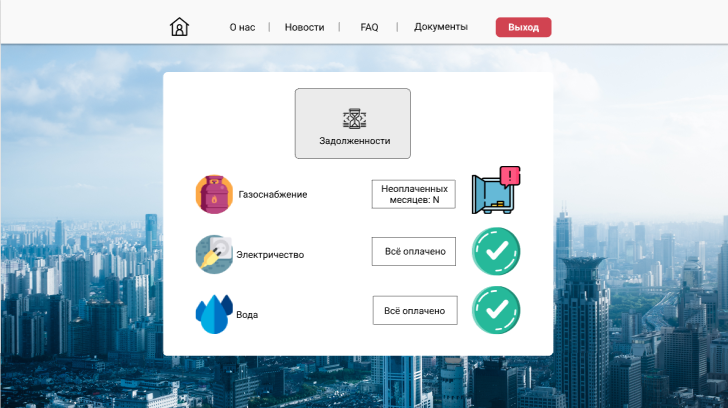 О нас | Новости | FAQ | Документы Выход
Задолженности
Газоснабжение
Неоплаченных
месяцев: N
Электричество
Всё оплачено
Вода
Всё оплачено